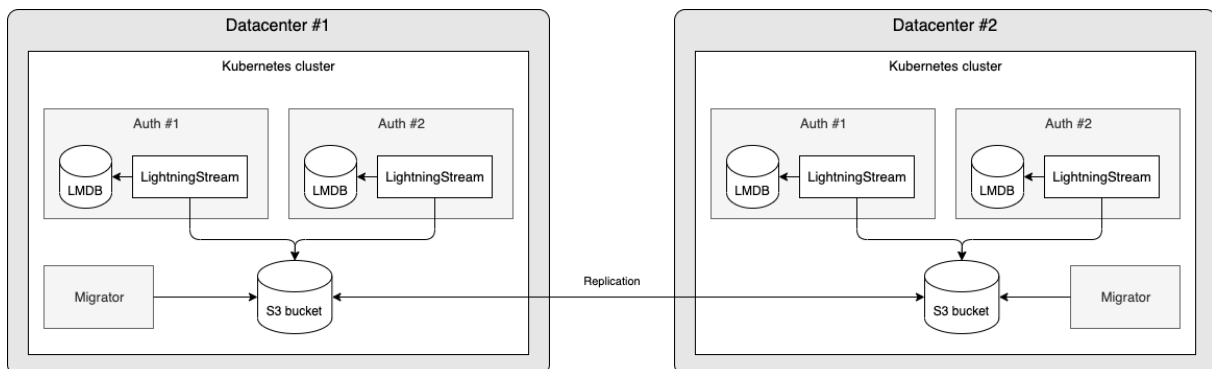 Datacenter #1
Kubernetes cluster
Auth #1
LMDB
LightningStream
Auth #2
LMDB
LightningStream
Migrator
S3 bucket
Replication
Datacenter #2
Kubernetes cluster
Auth #1
LMDB
LightningStream
Auth #2
LMDB
LightningStream
S3 bucket
Migrator